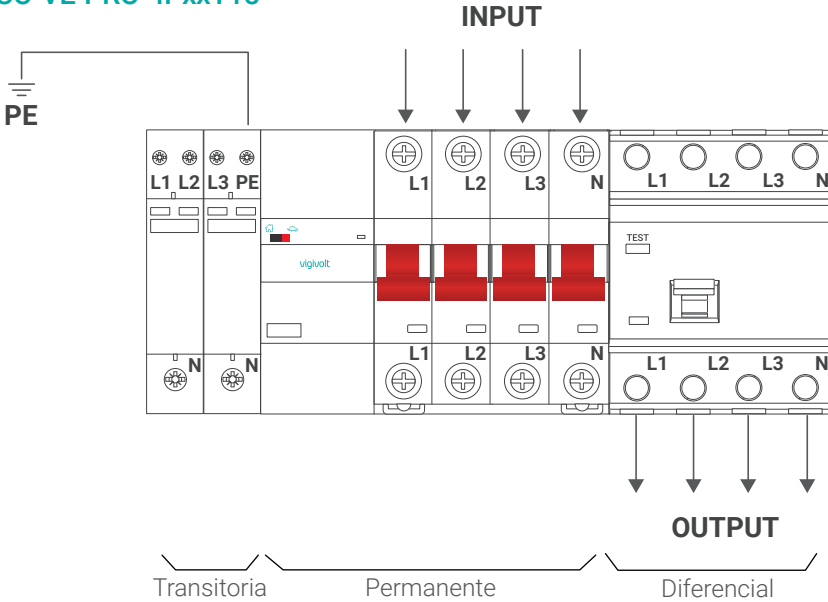 INPUT
PE
L1 L2 L3 PE
L1 L2 L3 N
L1 L2 L3 N
TEST
vigivolt
N N
L1 L2 L3 N
L1 L2 L3 N
OUTPUT
Transitoria Permanente Diferencial